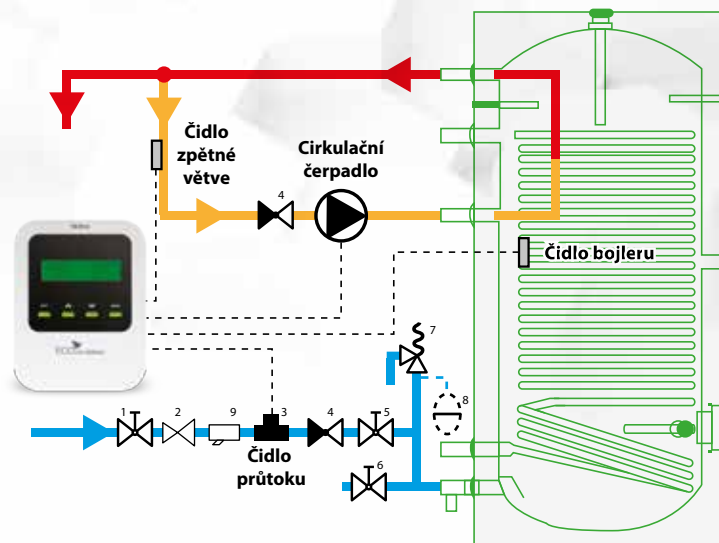 Čidlo
zpětné
větve
Cirkulační
čerpadlo
4
Čidlo bojleru
7
8
1
2
9
3
4
5
6
Čidlo
průtoku